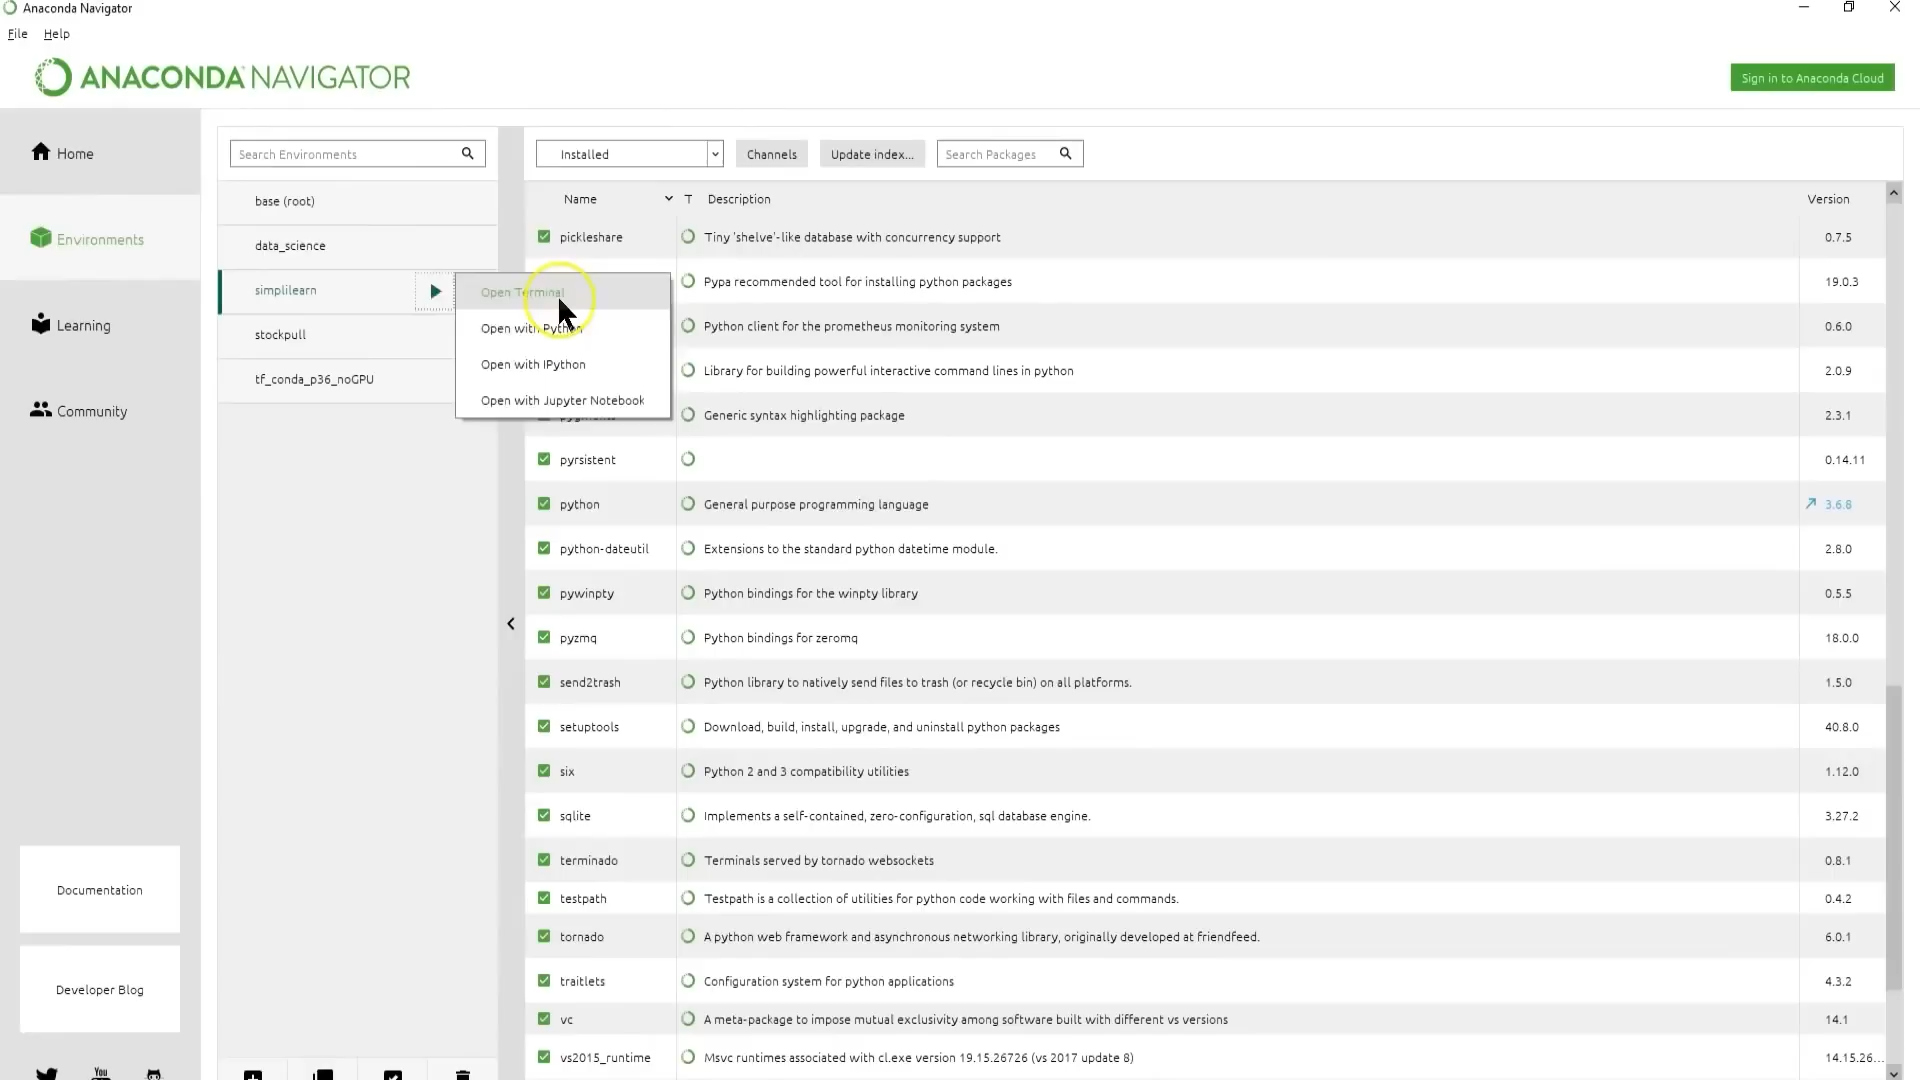 Anaconda Navigator
File Help
ANACONDA NAVIGATOR
Sign in to Anaconda Cloud
Home
Environments
Learning
Community
Documentation
Developer Blog
You
Search Environments
base (root)
data_science
simplilearn
stockpull
tf_conda_p36_noGPU
Open Terminal
Open with Python
Open with IPython
Open with Jupyter Notebook
Installed Channels Update index... Search Packages
Name T Description Version
pickleshare Tiny 'shelve'-like database with concurrency support 0.7.5
Pypa recommended tool for installing python packages 19.0.3
Python client for the prometheus monitoring system 0.6.0
Library for building powerful interactive command lines in python 2.0.9
Generic syntax highlighting package 2.3.1
pyrsistent 0.14.11
python General purpose programming language 3.6.8
python-dateutil Extensions to the standard python datetime module. 2.8.0
pywinpty Python bindings for the winpty library 0.5.5
pyzmq Python bindings for zeromq 18.0.0
send2trash Python library to natively send files to trash (or recycle bin) on all platforms. 1.5.0
setuptools Download, build, install, upgrade, and uninstall python packages 40.8.0
six Python 2 and 3 compatibility utilities 1.12.0
sqlite Implements a self-contained, zero-configuration, sql database engine. 3.27.2
terminado Terminals served by tornado websockets 0.8.1
testpath Testpath is a collection of utilities for python code working with files and commands. 0.4.2
tornado A python web framework and asynchronous networking library, originally developed at friendfeed. 6.0.1
traitlets Configuration system for python applications 4.3.2
vc A meta-package to impose mutual exclusivity among software built with different vs versions 14.1
vs2015_runtime Msvc runtimes associated with cl.exe version 19.15.26726 (vs 2017 update 8) 14.15.26...